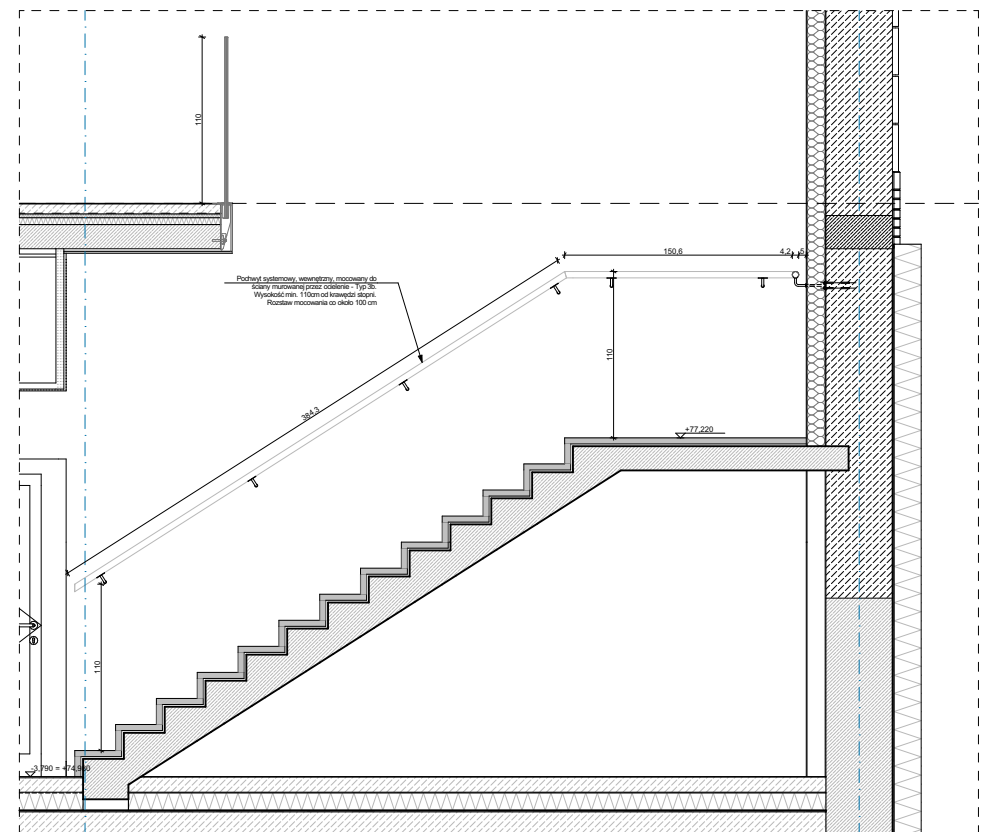 110
150,6
4,2
5
Pochwyt systemowy, wewnętrzny, mocowany do
ściany murowanej przez ocielenie - Typ 3b.
Wysokość min. 110cm od krawędzi stopni.
Rozstaw mocowania co około 100 cm
110
384,3
+77,220
110
-3,790 = +74,980